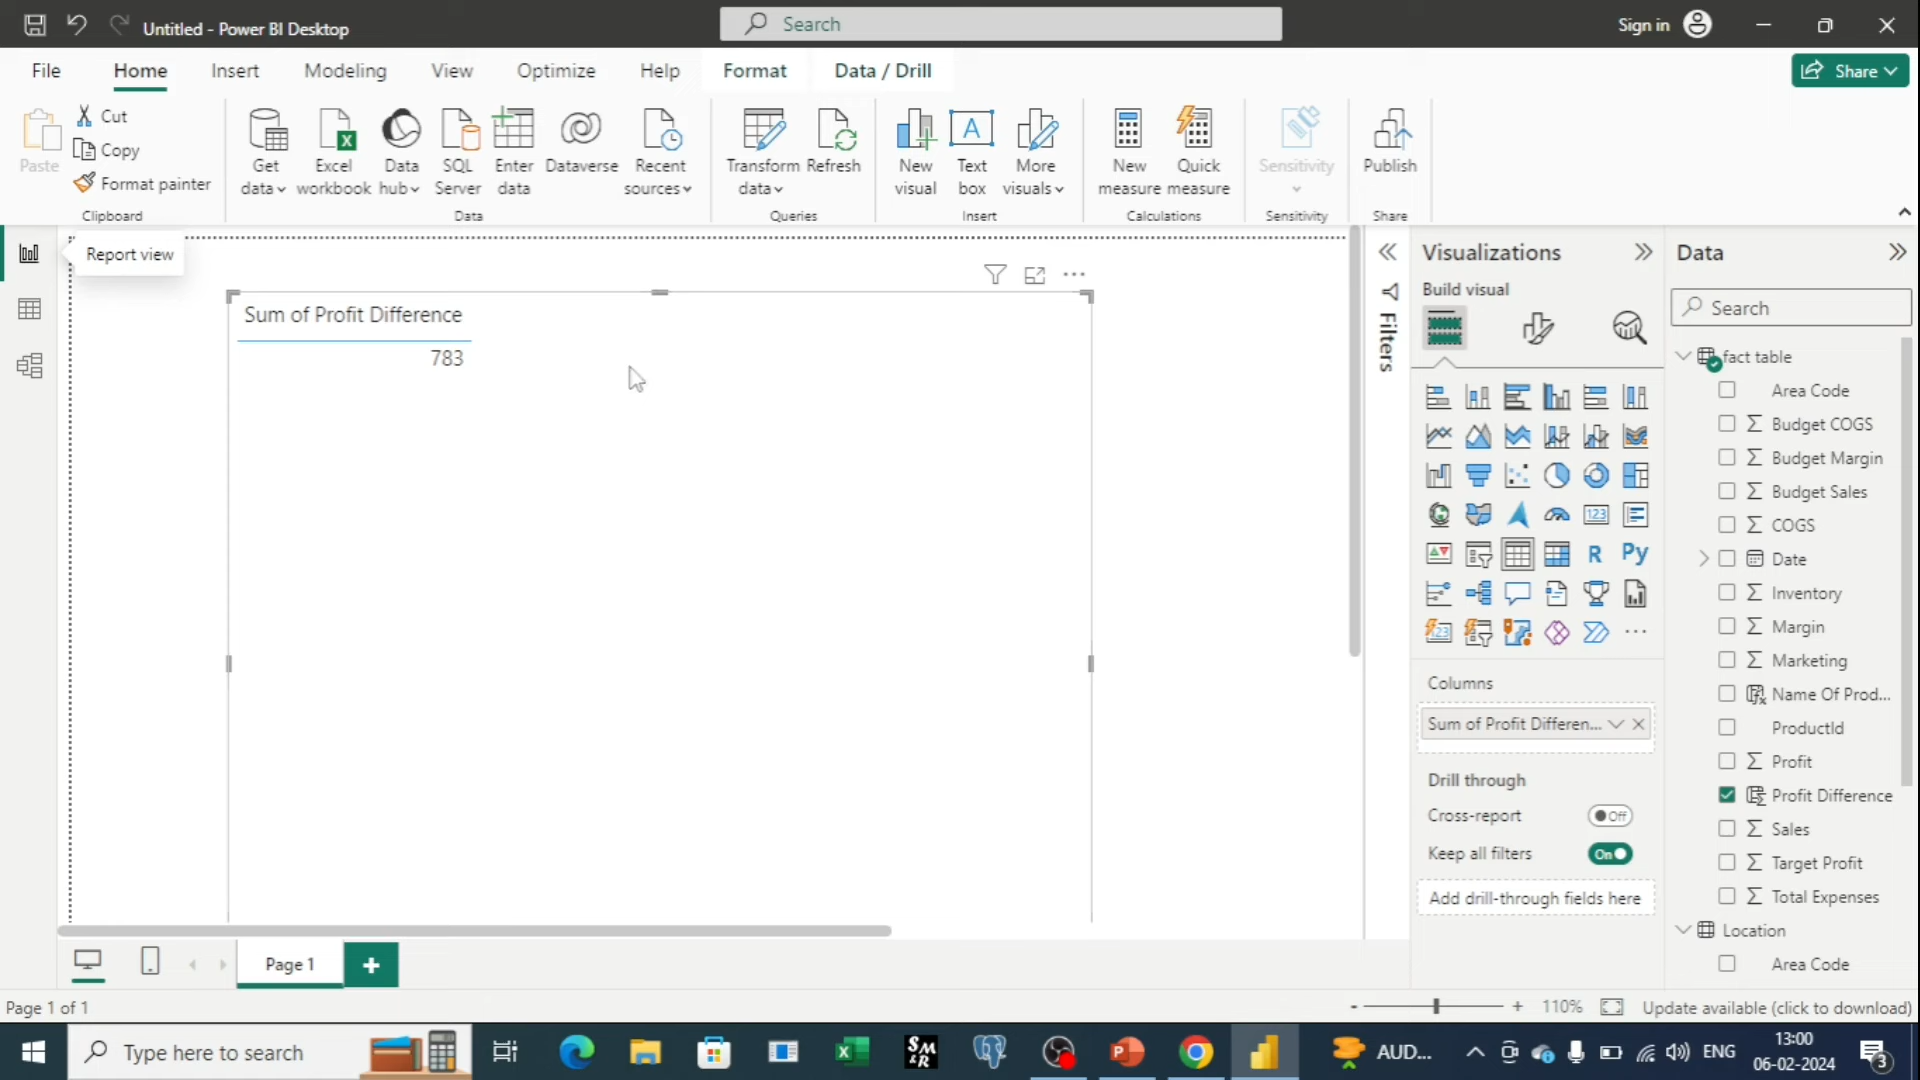 Untitled - Power BI Desktop
Search
Sign in
File
Home
Insert
Modeling
View
Optimize
Help
Format
Data / Drill
Share
Paste
Cut
Copy
Format painter
Clipboard
Get data
Excel workbook
Data hub
SQL Server
Enter data
Dataverse
Recent sources
Data
Transform data
Refresh
Queries
New visual
Text box
More visuals
Insert
New measure
Quick measure
Calculations
Sensitivity
Sensitivity
Publish
Share
Report view
Sum of Profit Difference
783
Filters
Visualizations
Build visual
123
R
Py
123
Columns
Sum of Profit Differen...
Drill through
Cross-report
Off
Keep all filters
On
Add drill-through fields here
Data
Search
fact table
Area Code
Budget COGS
Budget Margin
Budget Sales
COGS
Date
Inventory
Margin
Marketing
Name Of Prod...
ProductId
Profit
Profit Difference
Sales
Target Profit
Total Expenses
Location
Area Code
Page 1
Page 1 of 1
- + 110%
Update available (click to download)
Type here to search
AUD...
ENG
13:00
06-02-2024
3